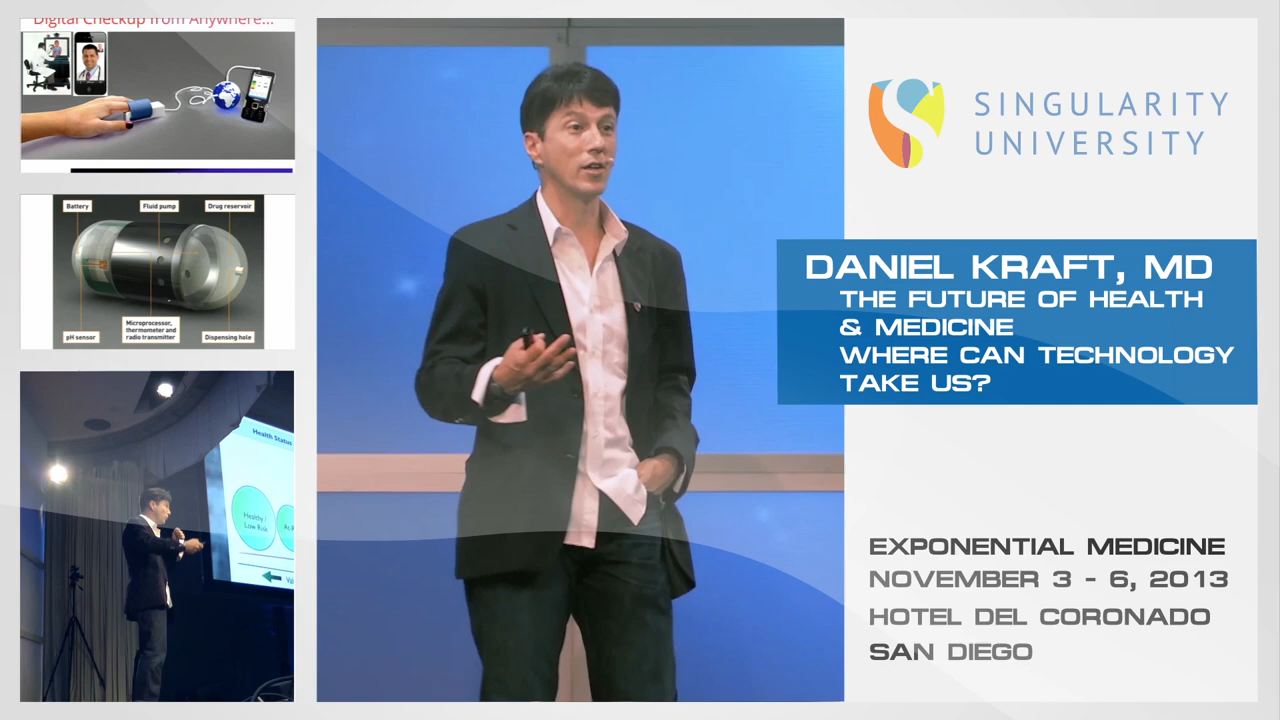 Digital Checkup from Anywhere...
Battery
Fluid pump
Drug reservoir
pH sensor
Microprocessor,
thermometer and
radio transmitter
Dispensing hole
Health Status
Healthy /
Low Risk
SINGULARITY
UNIVERSITY
DANIEL KRAFT, MD
THE FUTURE OF HEALTH
& MEDICINE
WHERE CAN TECHNOLOGY
TAKE US?
EXPONENTIAL MEDICINE
NOVEMBER 3 - 6, 2013
HOTEL DEL CORONADO
SAN DIEGO